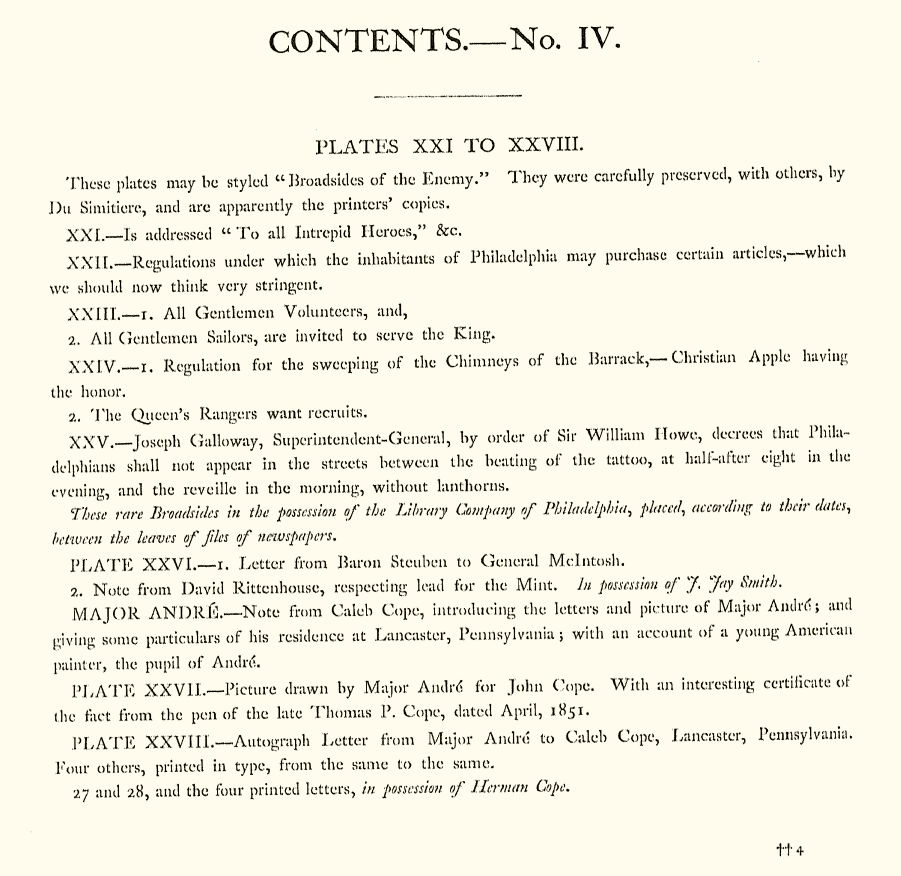 CONTENTS.—No. IV.
PLATES XXI TO XXVIII.
These plates may be styled “Broadsides of the Enemy.” They were carefully preserved, with others, by
Du Simitiere, and are apparently the printers’ copies.
XXI.—Is addressed “To all Intrepid Heroes,” &c.
XXII.—Regulations under which the inhabitants of Philadelphia may purchase certain articles,—which
we should now think very stringent.
XXIII.—1. All Gentlemen Volunteers, and,
2. All Gentlemen Sailors, are invited to serve the King.
XXIV.—1. Regulation for the sweeping of the Chimneys of the Barrack,—Christian Apple having
the honor.
2. The Queen’s Rangers want recruits.
XXV.—Joseph Galloway, Superintendent-General, by order of Sir William Howe, decrees that Phila-
delphians shall not appear in the streets between the beating of the tattoo, at half-after eight in the
evening, and the reveille in the morning, without lanthorns.
These rare Broadsides in the possession of the Library Company of Philadelphia, placed, according to their dates,
between the leaves of files of newspapers.
PLATE XXVI.—1. Letter from Baron Steuben to General McIntosh.
2. Note from David Rittenhouse, respecting lead for the Mint. In possession of J. Jay Smith.
MAJOR ANDRÉ.—Note from Caleb Cope, introducing the letters and picture of Major André; and
giving some particulars of his residence at Lancaster, Pennsylvania; with an account of a young American
painter, the pupil of André.
PLATE XXVII.—Picture drawn by Major André for John Cope. With an interesting certificate of
the fact from the pen of the late Thomas P. Cope, dated April, 1851.
PLATE XXVIII.—Autograph Letter from Major André to Caleb Cope, Lancaster, Pennsylvania.
Four others, printed in type, from the same to the same.
27 and 28, and the four printed letters, in possession of Herman Cope.
†† 4